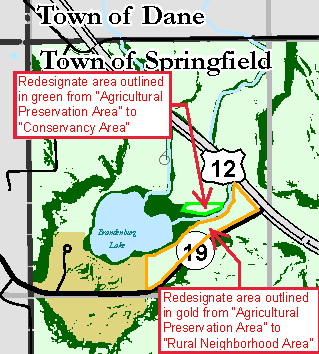 Town of Dane
Town of Springfield
Redesignate area outlined
in green from "Agricultural
Preservation Area" to
"Conservancy Area"
12
Brandenburg
Lake
19
Redesignate area outlined
in gold from "Agricultural
Preservation Area" to
"Rural Neighborhood Area"